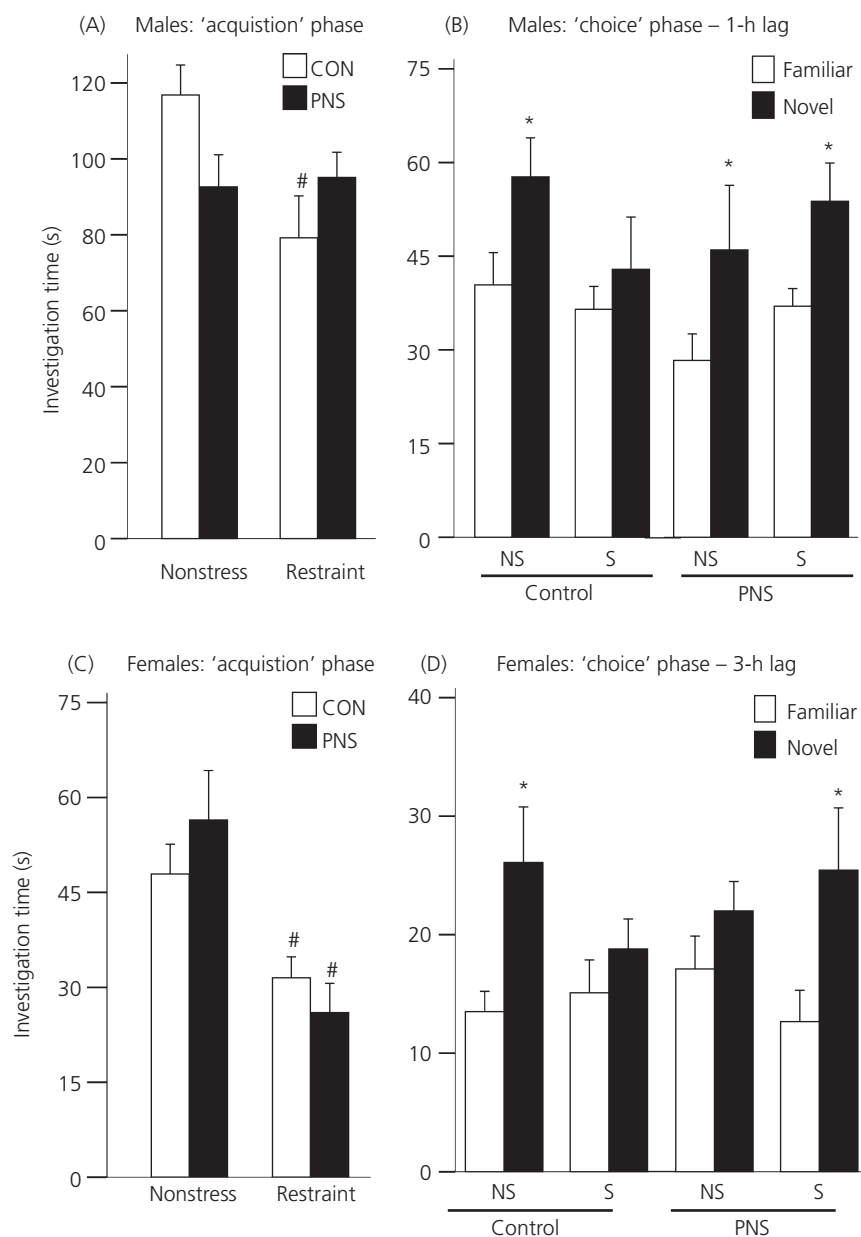 (A) Males: 'acquistion' phase
CON
PNS
Investigation time (s)
120
100
80
60
40
20
0
#
Nonstress Restraint
(B) Males: 'choice' phase – 1-h lag
Familiar
Novel
75
60
45
30
15
0
*
*
*
NS S NS S
Control PNS
(C) Females: 'acquistion' phase
CON
PNS
Investigation time (s)
75
60
45
30
15
0
#
#
Nonstress Restraint
(D) Females: 'choice' phase – 3-h lag
Familiar
Novel
40
30
20
10
0
*
*
NS S NS S
Control PNS